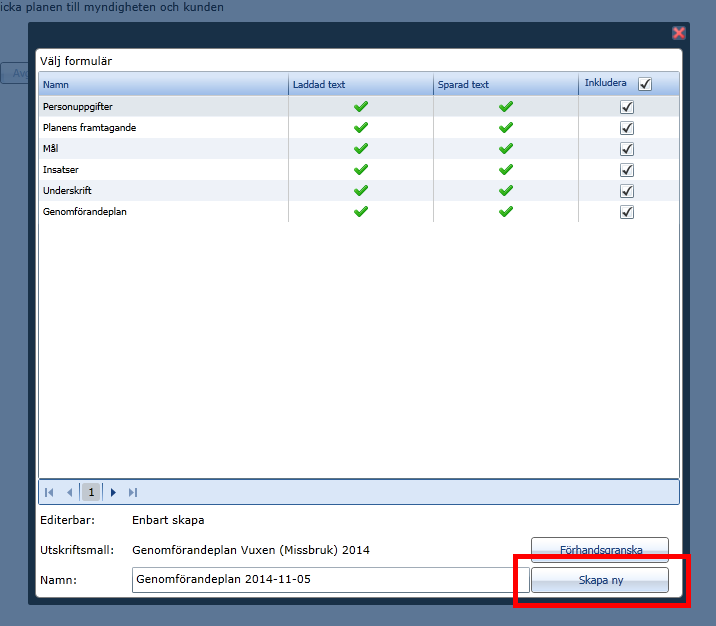 icka planen till myndigheten och kunden
Välj formulär
Namn Laddad text Sparad text Inkludera
Personuppgifter
Planens framtagande
Mål
Insatser
Underskrift
Genomförandeplan
1
Editerbar: Enbart skapa
Utskriftsmall: Genomförandeplan Vuxen (Missbruk) 2014 Förhandsgranska
Namn: Genomförandeplan 2014-11-05 Skapa ny